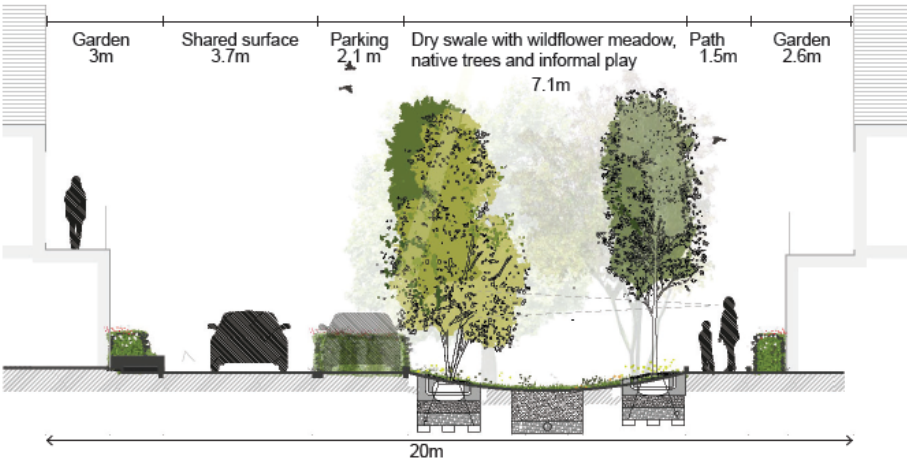 Garden
3m
Shared surface
3.7m
Parking
2.1 m
Dry swale with wildflower meadow,
native trees and informal play
7.1m
Path
1.5m
Garden
2.6m
20m